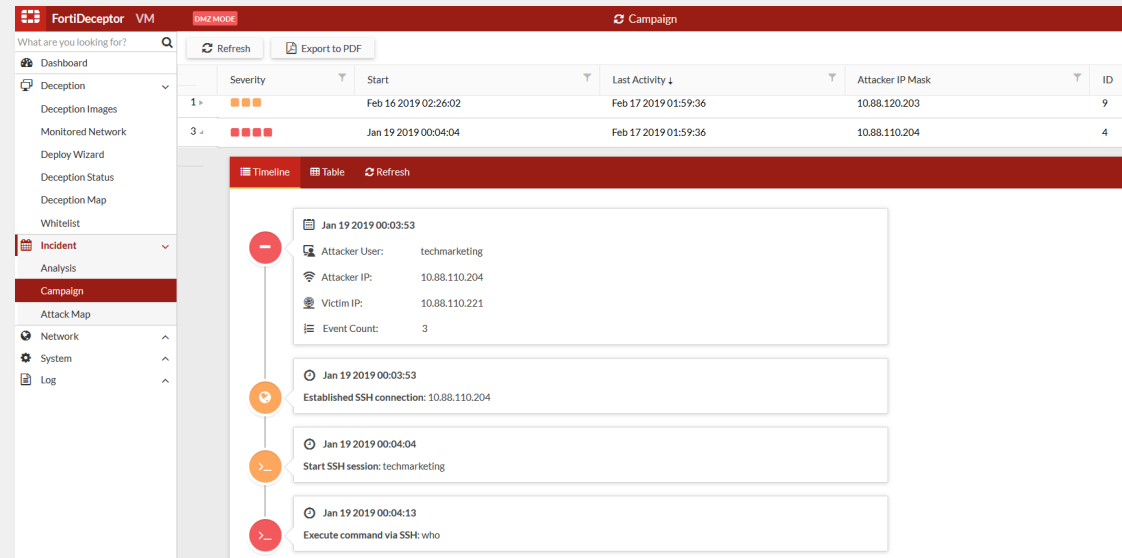 FortiDeceptor VM DMZ MODE Campaign
What are you looking for?
Refresh Export to PDF
Dashboard
Severity Start Last Activity ↓ Attacker IP Mask ID
Deception
1 Feb 16 2019 02:26:02 Feb 17 2019 01:59:36 10.88.120.203 9
Deception Images
Monitored Network
3 Jan 19 2019 00:04:04 Feb 17 2019 01:59:36 10.88.110.204 4
Deploy Wizard
Deception Status
Timeline Table Refresh
Deception Map
Whitelist
Jan 19 2019 00:03:53
Incident
Attacker User: techmarketing
Analysis
Attacker IP: 10.88.110.204
Campaign
Victim IP: 10.88.110.221
Attack Map
Event Count: 3
Network
System
Log
Jan 19 2019 00:03:53
Established SSH connection: 10.88.110.204
Jan 19 2019 00:04:04
Start SSH session: techmarketing
Jan 19 2019 00:04:13
Execute command via SSH: who